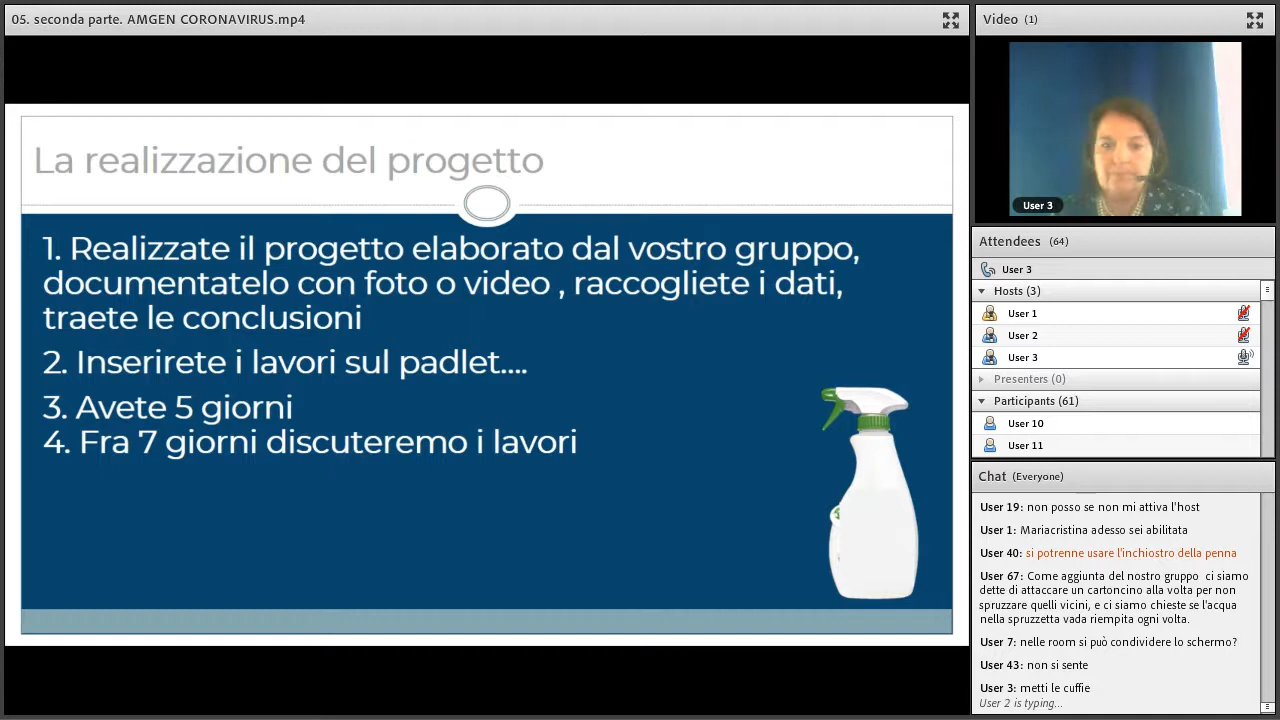 05. seconda parte. AMGEN CORONAVIRUS.mp4
La realizzazione del progetto
1. Realizzate il progetto elaborato dal vostro gruppo,
documentatelo con foto o video , raccogliete i dati,
traete le conclusioni
2. Inserirete i lavori sul padlet....
3. Avete 5 giorni
4. Fra 7 giorni discuteremo i lavori
Video (1)
User 3
Attendees (64)
User 3
Hosts (3)
User 1
User 2
User 3
Presenters (0)
Participants (61)
User 10
User 11
Chat (Everyone)
User 19: non posso se non mi attiva l'host
User 1: Mariacristina adesso sei abilitata
User 40: si potrenne usare l'inchiostro della penna
User 67: Come aggiunta del nostro gruppo ci siamo
dette di attaccare un cartoncino alla volta per non
spruzzare quelli vicini, e ci siamo chieste se l'acqua
nella spruzzetta vada riempita ogni volta.
User 7: nelle room si può condividere lo schermo?
User 43: non si sente
User 3: metti le cuffie
User 2 is typing...